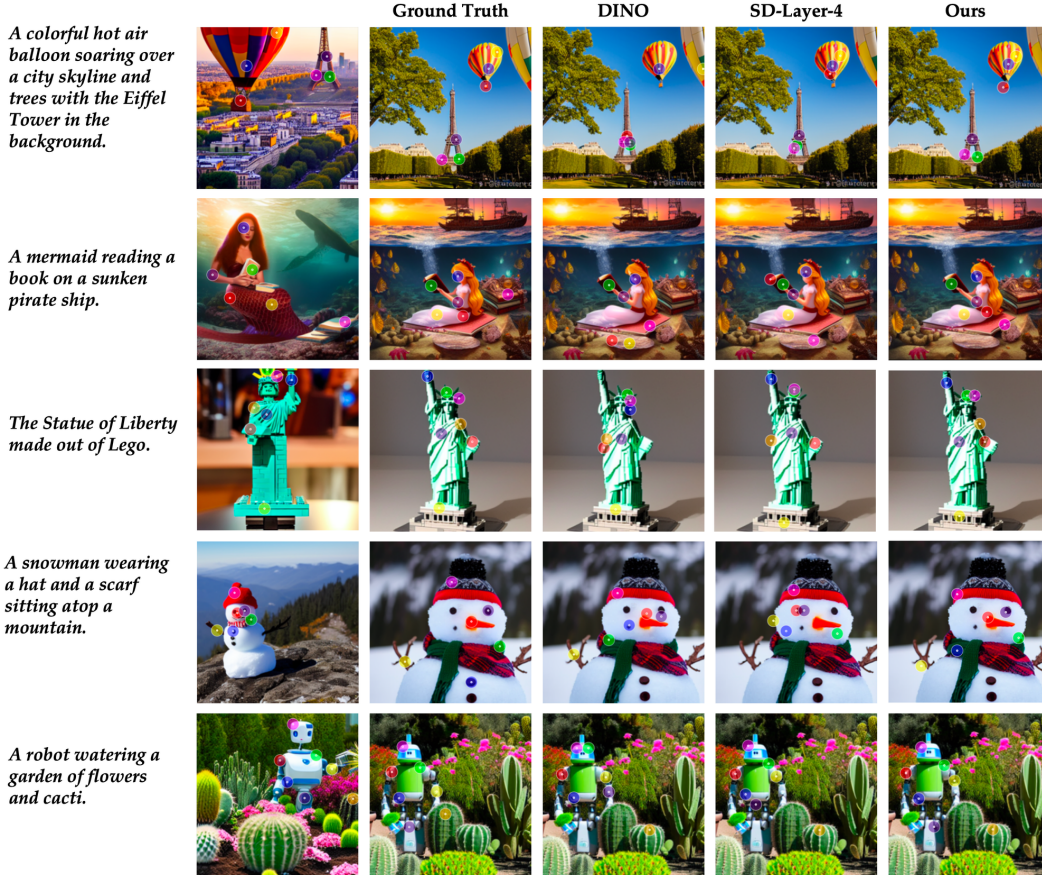 Ground Truth
DINO
SD-Layer-4
Ours
A colorful hot air
balloon soaring over
a city skyline and
trees with the Eiffel
Tower in the
background.
A mermaid reading a
book on a sunken
pirate ship.
The Statue of Liberty
made out of Lego.
A snowman wearing
a hat and a scarf
sitting atop a
mountain.
A robot watering a
garden of flowers
and cacti.